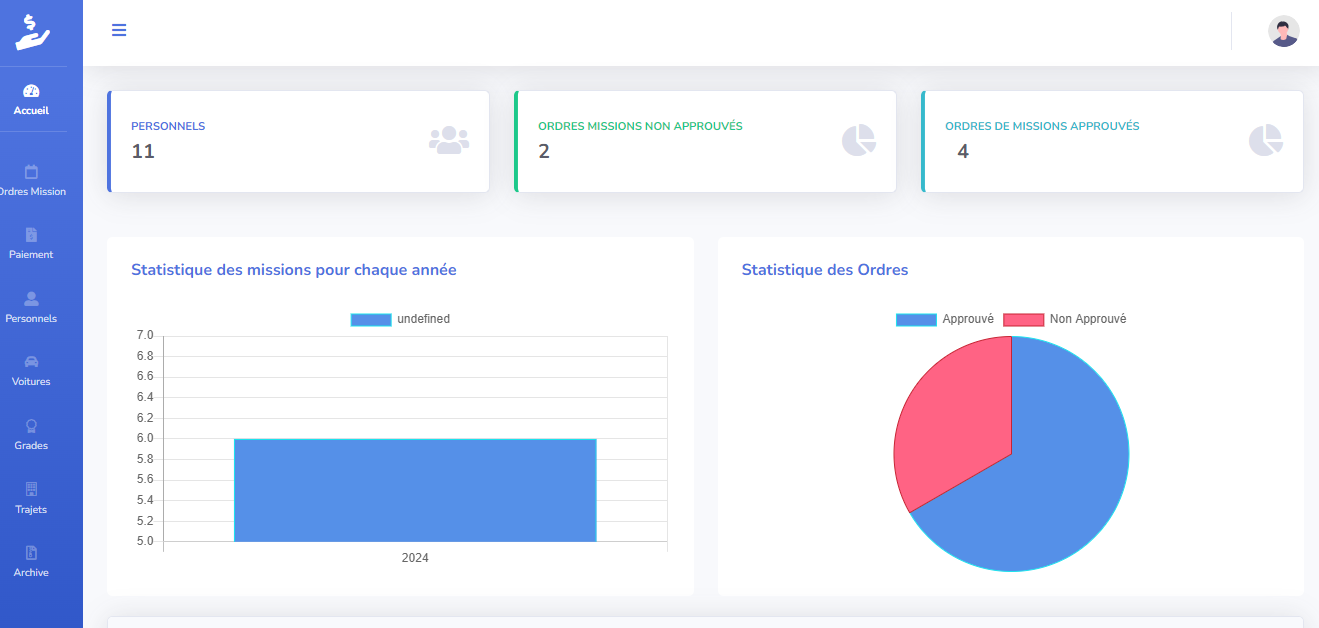 Accueil
Ordres Mission
Paiement
Personnels
Voitures
Grades
Trajets
Archive
PERSONNELS
11
ORDRES MISSIONS NON APPROUVÉS
2
ORDRES DE MISSIONS APPROUVÉS
4
Statistique des missions pour chaque année
undefined
7.0
6.8
6.6
6.4
6.2
6.0
5.8
5.6
5.4
5.2
5.0
2024
Statistique des Ordres
Approuvé Non Approuvé